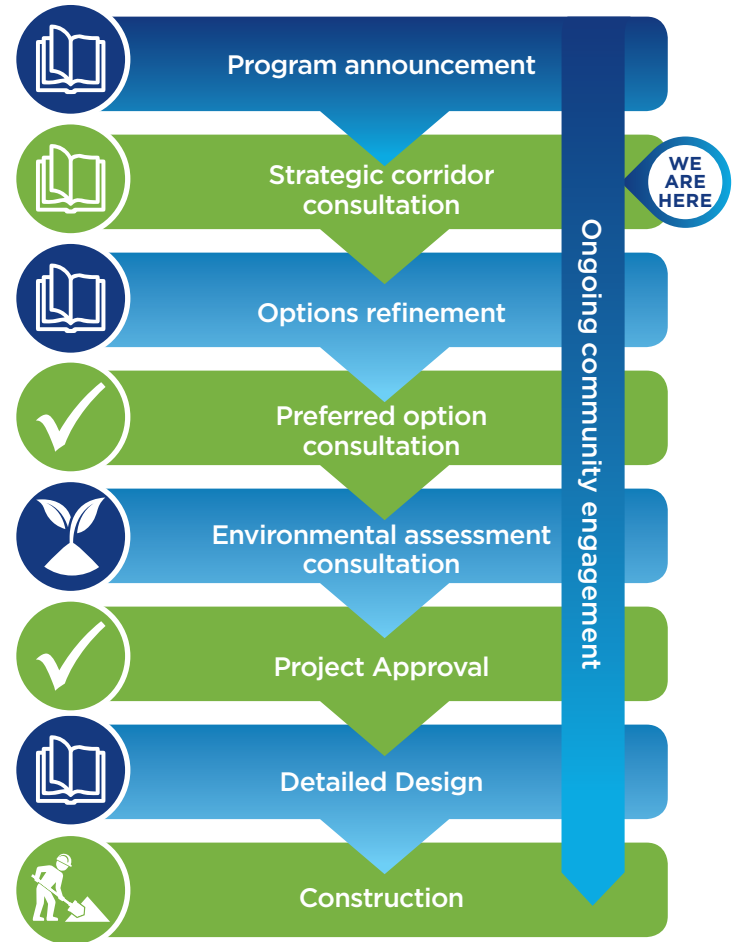 Program announcement
Strategic corridor
consultation
WE
ARE
HERE
Options refinement
Preferred option
consultation
Environmental assessment
consultation
Project Approval
Detailed Design
Construction
Ongoing community engagement